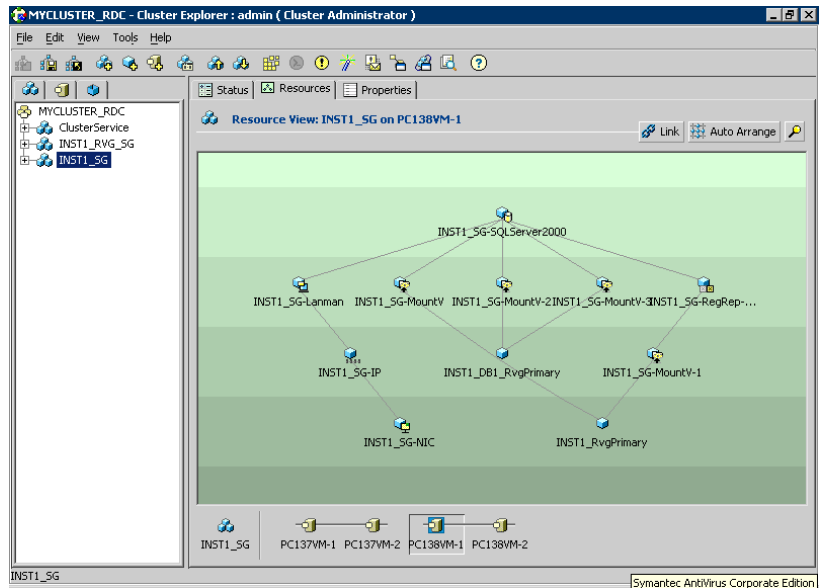 MYCLUSTER_RDC - Cluster Explorer : admin ( Cluster Administrator )
File Edit View Tools Help
MYCLUSTER_RDC
ClusterService
INST1_RVG_SG
INST1_SG
Status Resources Properties
Resource View: INST1_SG on PC138VM-1
Link Auto Arrange
INST1_SG-SQLServer2000
INST1_SG-Lanman INST1_SG-MountV INST1_SG-MountV-2 INST1_SG-MountV-3 INST1_SG-RegRep-...
INST1_SG-IP INST1_DB1_RvgPrimary INST1_SG-MountV-1
INST1_SG-NIC INST1_RvgPrimary
INST1_SG PC137VM-1 PC137VM-2 PC138VM-1 PC138VM-2
INST1_SG
Symantec AntiVirus Corporate Edition